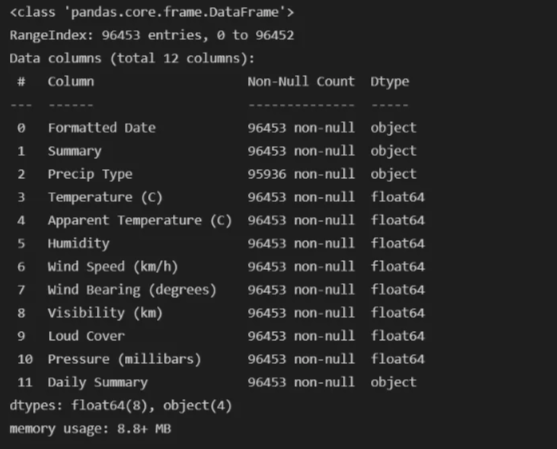 <class 'pandas.core.frame.DataFrame'>
RangeIndex: 96453 entries, 0 to 96452
Data columns (total 12 columns):
 #   Column                    Non-Null Count  Dtype
---  ------                    --------------  -----
 0   Formatted Date            96453 non-null  object
 1   Summary                   96453 non-null  object
 2   Precip Type               95936 non-null  object
 3   Temperature (C)           96453 non-null  float64
 4   Apparent Temperature (C)  96453 non-null  float64
 5   Humidity                  96453 non-null  float64
 6   Wind Speed (km/h)         96453 non-null  float64
 7   Wind Bearing (degrees)    96453 non-null  float64
 8   Visibility (km)           96453 non-null  float64
 9   Loud Cover                96453 non-null  float64
 10  Pressure (millibars)      96453 non-null  float64
 11  Daily Summary             96453 non-null  object
dtypes: float64(8), object(4)
memory usage: 8.8+ MB